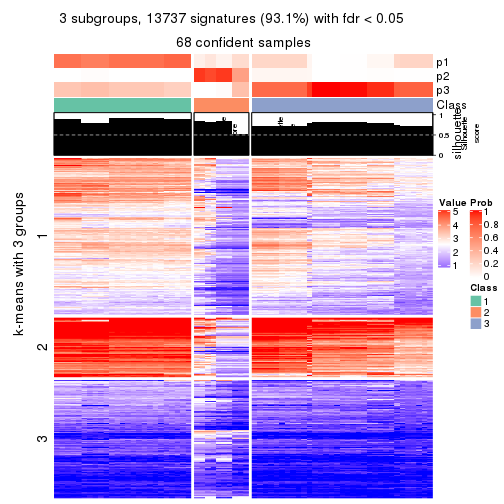 3 subgroups, 13737 signatures (93.1%) with fdr < 0.05
68 confident samples
p1
p2
p3
Class
1
0.5
0
silhouette
Silhouette
score
k-means with 3 groups
1
2
3
Value
5
4
3
2
1
Prob
1
0.8
0.6
0.4
0.2
0
Class
1
2
3